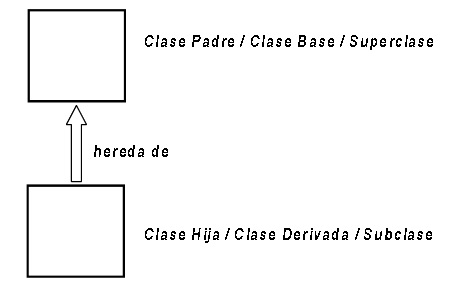 Clase Padre / Clase Base / Superclase
hereda de
Clase Hija / Clase Derivada / Subclase